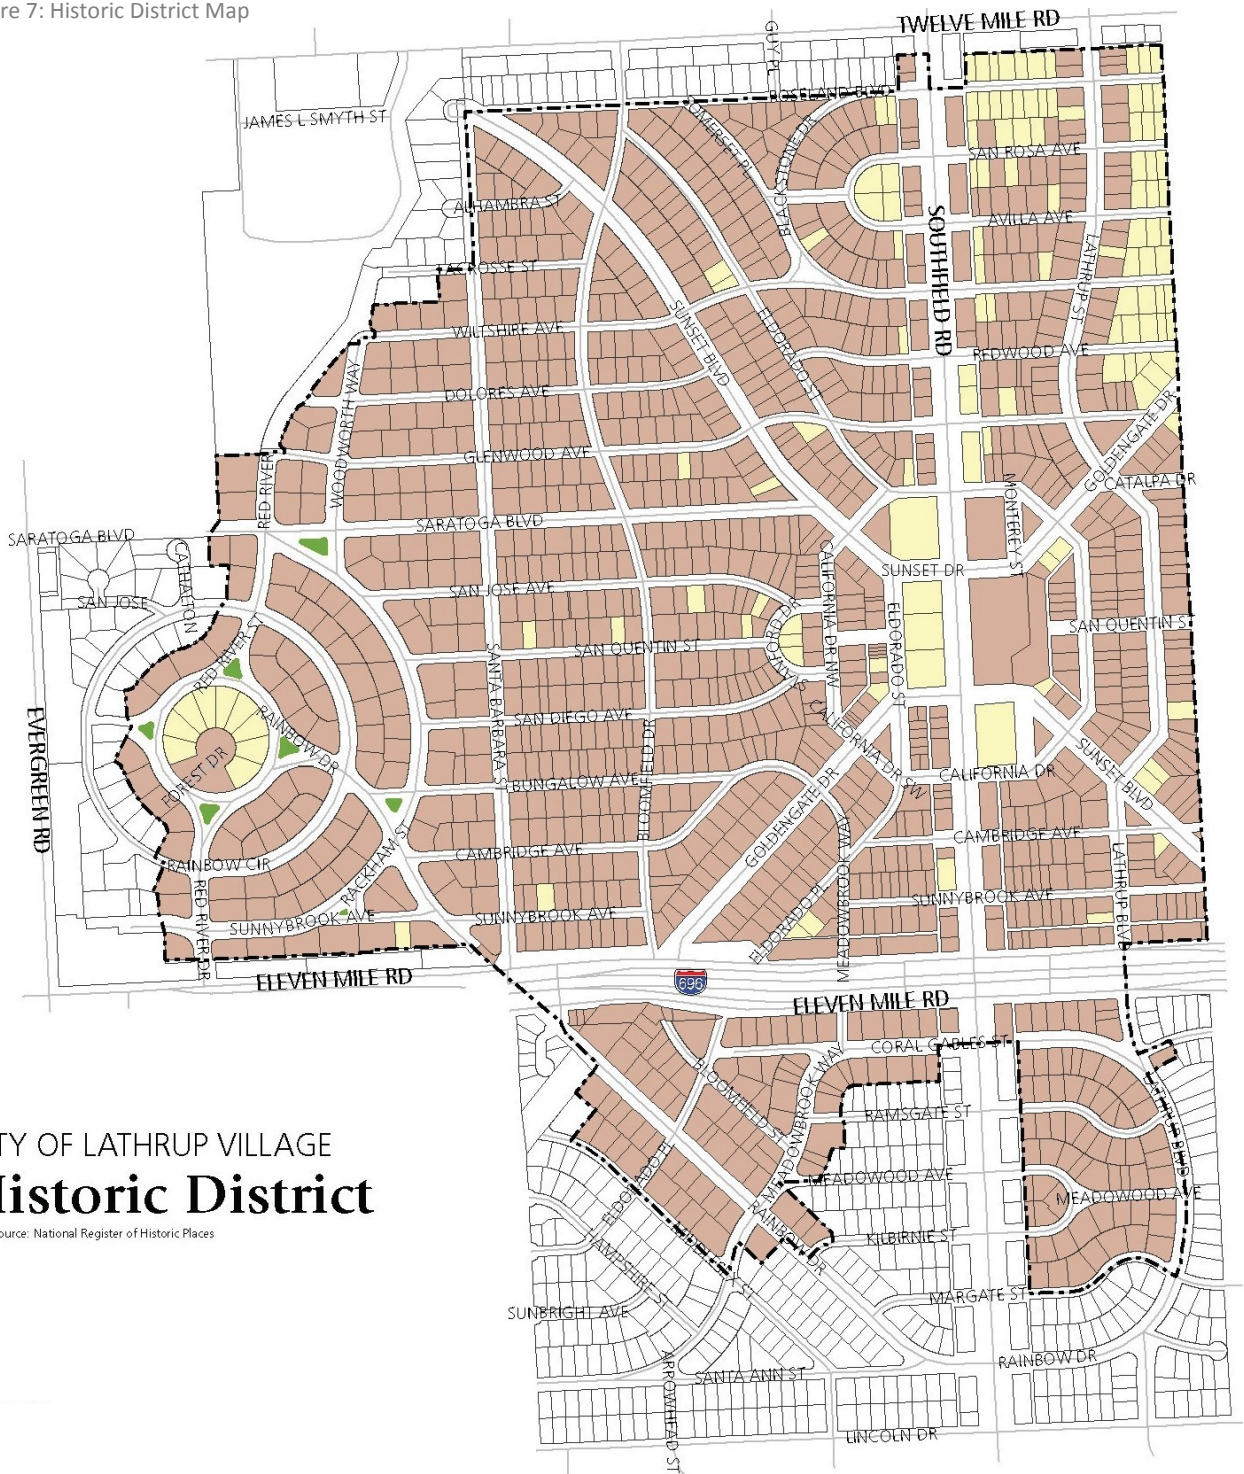 re 7: Historic District Map
TWELVE MILE RD
GUY PL
ROSELAND BLVD
JAMES L SMYTH ST
SOMERSET PL
BLACKSTONE DR
SAN ROSA AVE
ALHAMBRA ST
AVILLA AVE
SOUTHFIELD RD
LATHRUP ST
LACROSSE ST
WILTSHIRE AVE
SUNSET BLVD
ELDORADO ST
REDWOOD AVE
DOLORES AVE
WOODWORTH WAY
GLENWOOD AVE
GOLDENGATE DR
CATALPA DR
RED RIVER
MONTEREY ST
SARATOGA BLVD
SARATOGA BLVD
CATHALTON
SAN JOSE
SAN JOSE AVE
CALIFORNIA DR NW
SUNSET DR
ELDORADO ST
SAN QUENTIN S
SAN QUENTIN ST
RED RIVER ST
SANTA BARBARA ST
SAN DIEGO AVE
CALIFORNIA DR SW
EVERGREEN RD
RAINBOW DR
FOREST DR
BLOOMFIELD DR
BUNGALOW AVE
CALIFORNIA DR
SUNSET BLVD
GOLDENGATE DR
CAMBRIDGE AVE
CAMBRIDGE AVE
RAINBOW CIR
RACKHAM ST
MEADOWBROOK WAY
LATHRUP BLVD
RED RIVER DR
SUNNYBROOK AVE
SUNNYBROOK AVE
SUNNYBROOK AVE
ELDORADO PL
ELEVEN MILE RD
696
ELEVEN MILE RD
CORAL GABLES ST
BLOOMFIELD ST
MEADOWBROOK WAY
RAMSGATE ST
LATHRUP BLVD
TY OF LATHRUP VILLAGE
Historic District
ource: National Register of Historic Places
ELDORADO PL
MEADOWOOD AVE
MEADOWOOD AVE
RAINBOW DR
KILBIRNIE ST
HAMPSHIRE ST
SUNBRIGHT AVE
MARGATE ST
ARROWHEAD ST
SANTA ANN ST
RAINBOW DR
LINCOLN DR